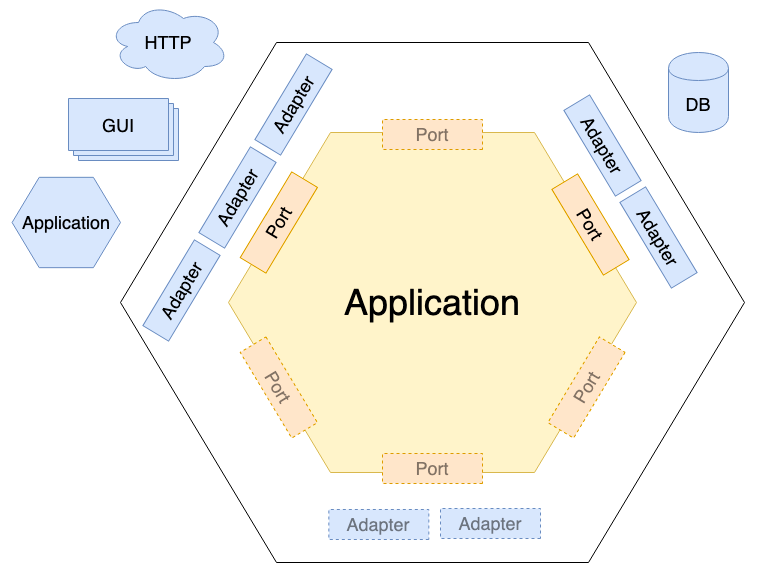 HTTP
GUI
Application
Adapter
Adapter
Adapter
Port
Port
Port
Adapter
Adapter
DB
Application
Port
Port
Port
Adapter
Adapter